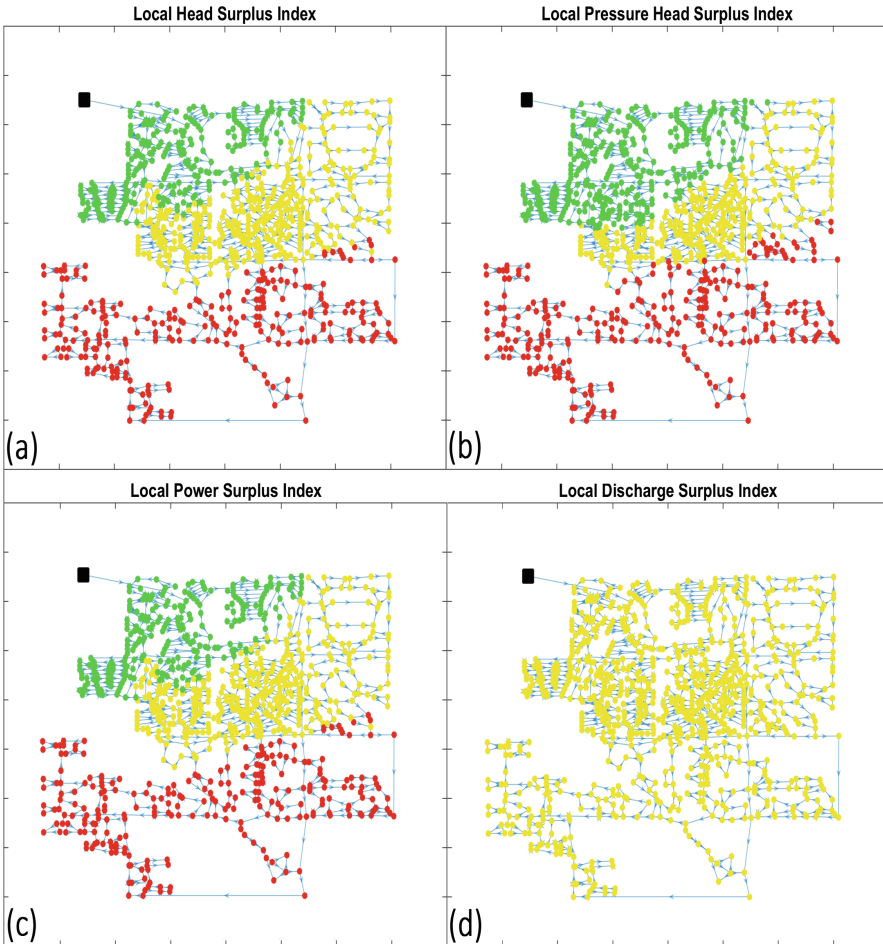 Local Head Surplus Index
Local Pressure Head Surplus Index
(a)
(b)
Local Power Surplus Index
Local Discharge Surplus Index
(c)
(d)